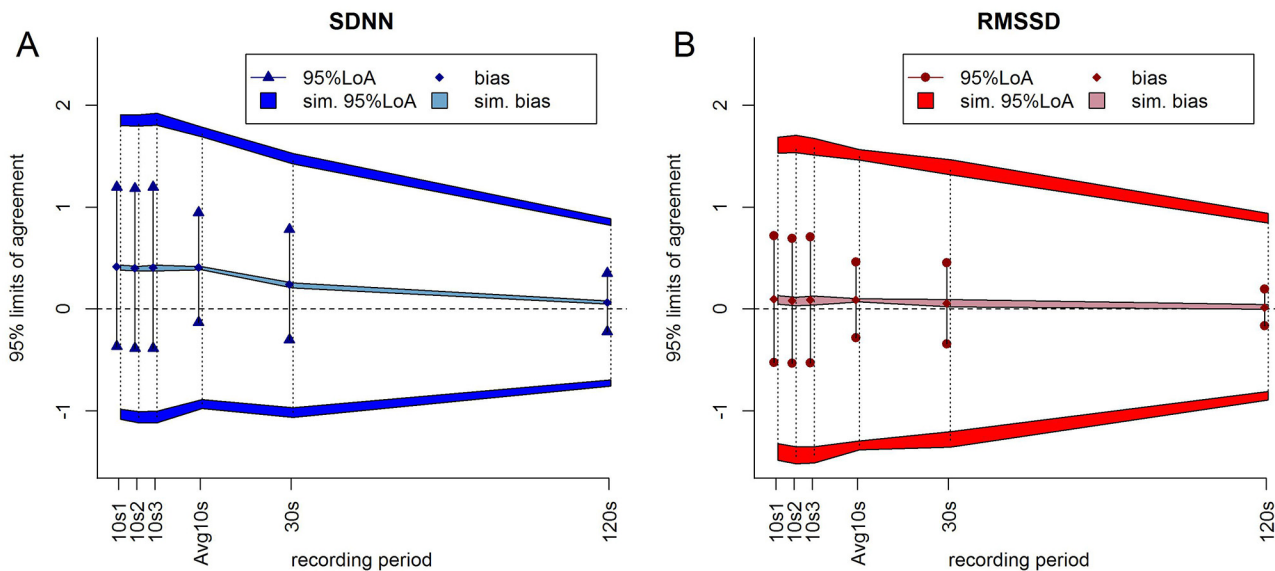 A
SDNN
95%LoA
bias
sim. 95%LoA
sim. bias
95% limits of agreement
2
1
0
-1
10s1
10s2
10s3
Avg10s
30s
120s
recording period
B
RMSSD
95%LoA
bias
sim. 95%LoA
sim. bias
95% limits of agreement
2
1
0
-1
10s1
10s2
10s3
Avg10s
30s
120s
recording period